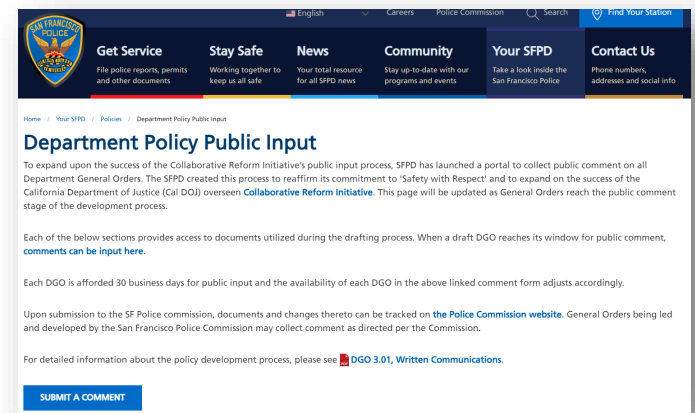 English Careers Police Commission Search Find Your Station
SAN FRANCISCO
POLICE
Get Service Stay Safe News Community Your SFPD Contact Us
File police reports, permits Working together to Your total resource Stay up-to-date with our Take a look inside the Phone numbers,
and other documents keep us all safe for all SFPD news programs and events San Francisco Police addresses and social info
Home / Your SFPD / Policies / Department Policy Public Input
Department Policy Public Input
To expand upon the success of the Collaborative Reform Initiative's public input process, SFPD has launched a portal to collect public comment on all
Department General Orders. The SFPD created this process to reaffirm its commitment to 'Safety with Respect' and to expand on the success of the
California Department of Justice (Cal DOJ) overseen Collaborative Reform Initiative. This page will be updated as General Orders reach the public comment
stage of the development process.
Each of the below sections provides access to documents utilized during the drafting process. When a draft DGO reaches its window for public comment,
comments can be input here.
Each DGO is afforded 30 business days for public input and the availability of each DGO in the above linked comment form adjusts accordingly.
Upon submission to the SF Police commission, documents and changes thereto can be tracked on the Police Commission website. General Orders being led
and developed by the San Francisco Police Commission may collect comment as directed per the Commission.
For detailed information about the policy development process, please see DGO 3.01, Written Communications.
SUBMIT A COMMENT